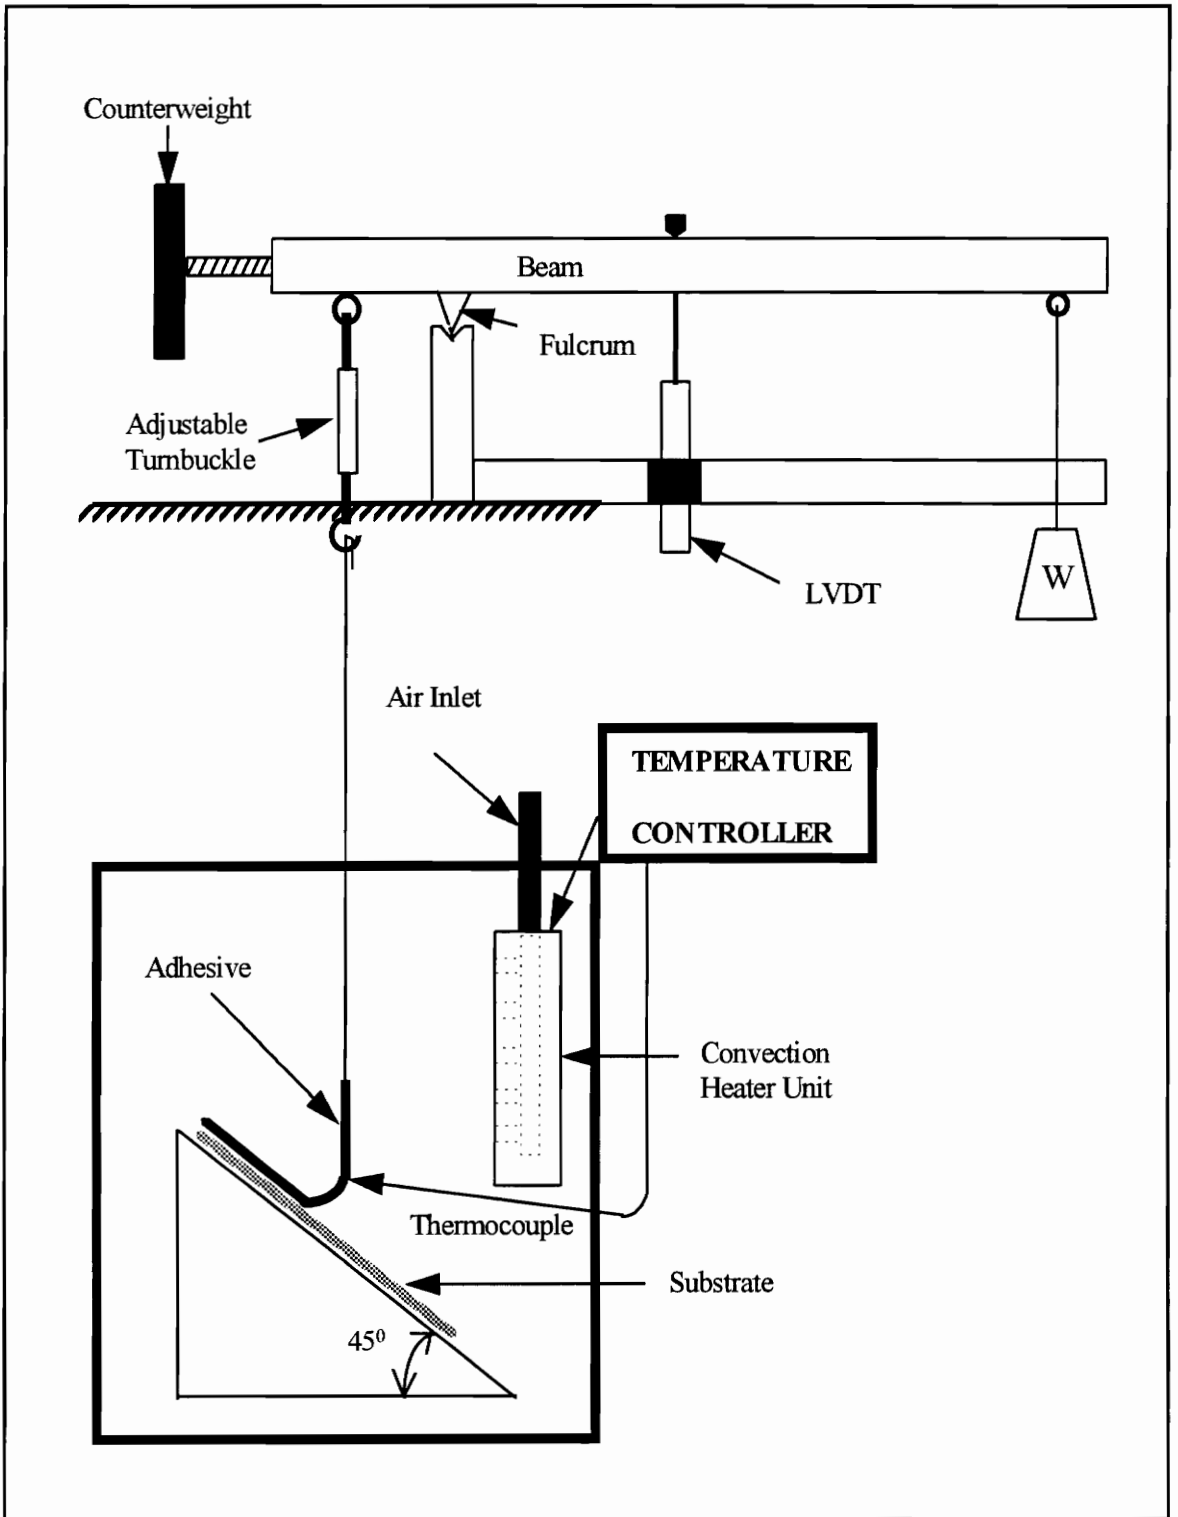 Counterweight
Beam
Fulcrum
Adjustable
Turnbuckle
W
LVDT
Air Inlet
TEMPERATURE
CONTROLLER
Adhesive
Convection
Heater Unit
Thermocouple
Substrate
45⁰